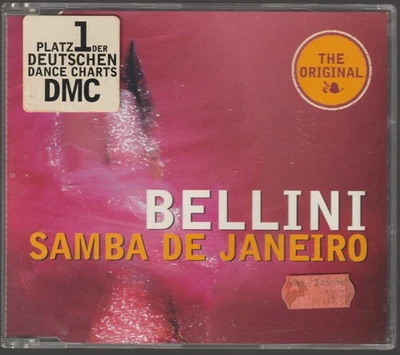 PLATZ 1 DER
DEUTSCHEN
DANCE CHARTS
DMC
THE
ORIGINAL
BELLINI
SAMBA DE JANEIRO